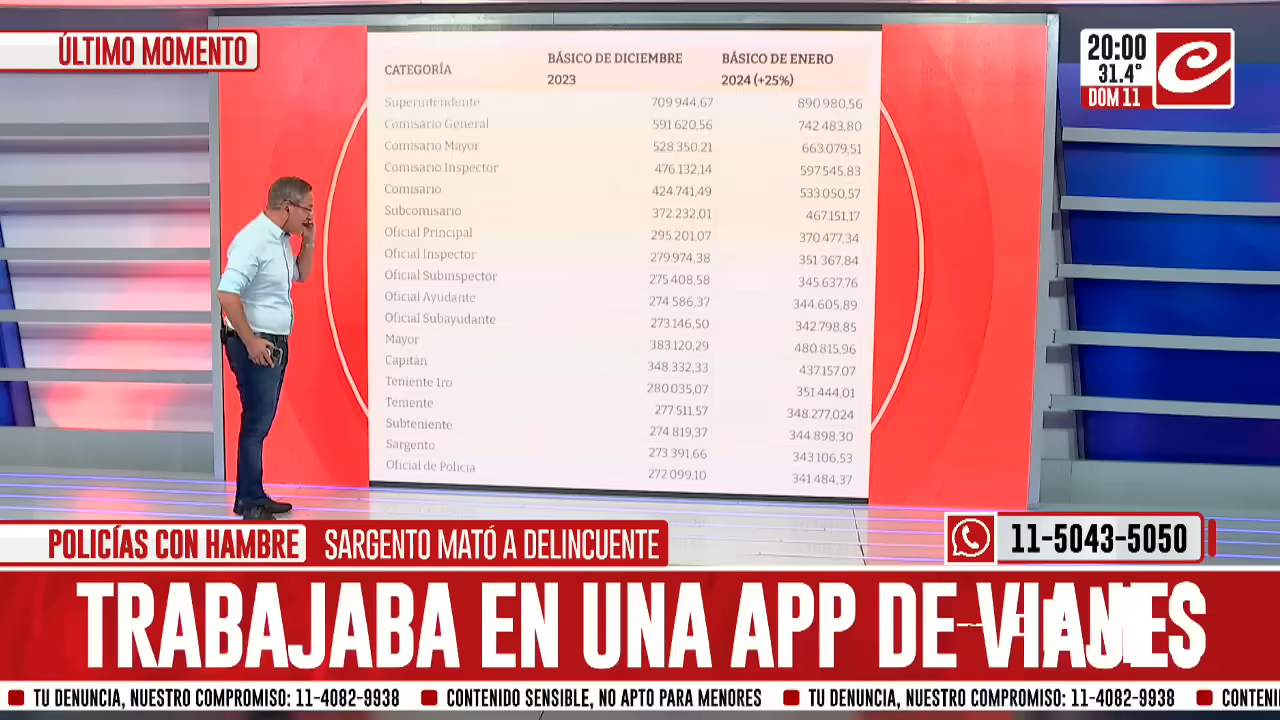 ÚLTIMO MOMENTO
20:00
31.4°
DOM 11
CATEGORÍA BÁSICO DE DICIEMBRE 2023 BÁSICO DE ENERO 2024 (+25%)
Superintendente 709 944,67 890 980,56
Comisario General 591 620,56 742 483,80
Comisario Mayor 528 350.21 663 079,51
Comisario Inspector 476.132,14 597 545,83
Comisario 424 741,49 533 050,57
Subcomisario 372 232,01 467 151,17
Oficial Principal 295 201,07 370 477,34
Oficial Inspector 279 974,38 351 367,84
Oficial Subinspector 275 408,58 345 637,76
Oficial Ayudante 274 586,37 344 605,89
Oficial Subayudante 273 146,50 342 798,85
Mayor 383 120,29 480 815,96
Capitán 348 332,33 437 157,07
Teniente 1ro 280 035,07 351 444,01
Teniente 277 511,57 348 277,024
Subteniente 274 819,37 344 898,30
Sargento 273 391.66 343 106,53
Oficial de Policía 272 099,10 341 484,37
POLICÍAS CON HAMBRE SARGENTO MATÓ A DELINCUENTE
11-5043-5050
TRABAJABA EN UNA APP DE
TU DENUNCIA, NUESTRO COMPROMISO: 11-4082-9938 CONTENIDO SENSIBLE, NO APTO PARA MENORES TU DENUNCIA, NUESTRO COMPROMISO: 11-4082-9938